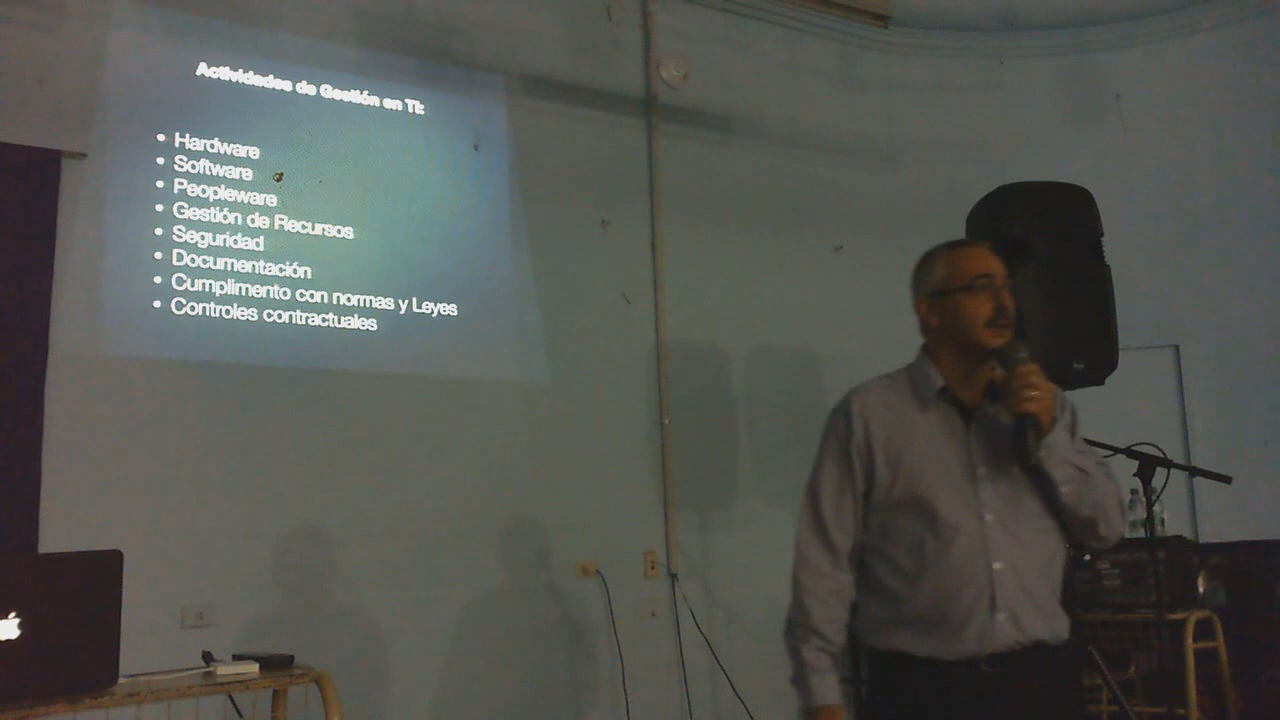 Actividades de Gestión en TI:
• Hardware
• Software
• Peopleware
• Gestión de Recursos
• Seguridad
• Documentación
• Cumplimento con normas y Leyes
• Controles contractuales